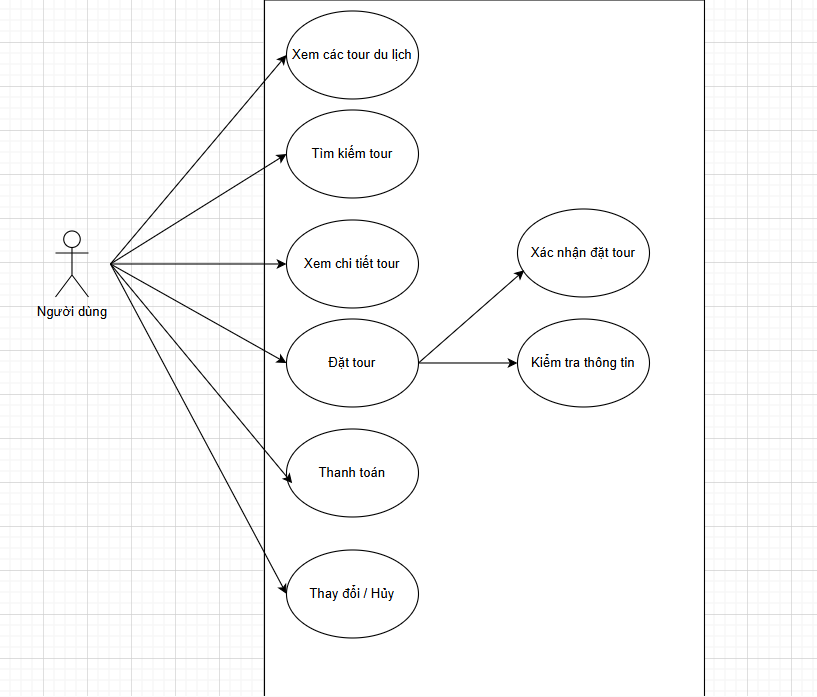 Xem các tour du lịch
Tìm kiếm tour
Xác nhận đặt tour
Xem chi tiết tour
Người dùng
Đặt tour
Kiểm tra thông tin
Thanh toán
Thay đổi / Hủy